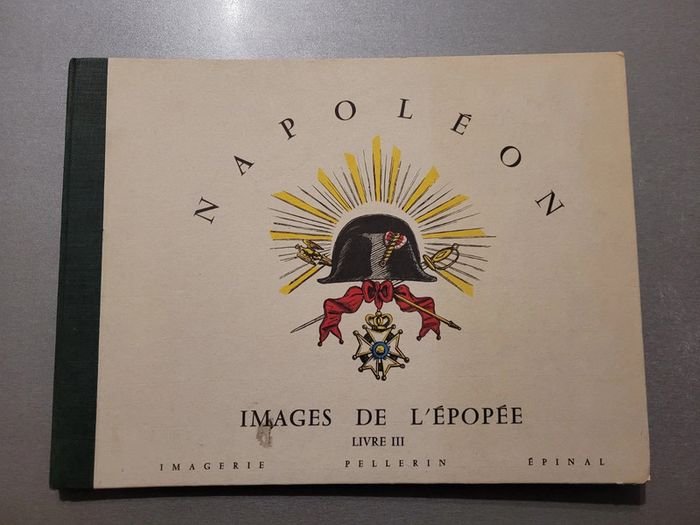 NAPOLÉON
IMAGES DE L'ÉPOPÉE
LIVRE III
IMAGERIE PELLERIN ÉPINAL